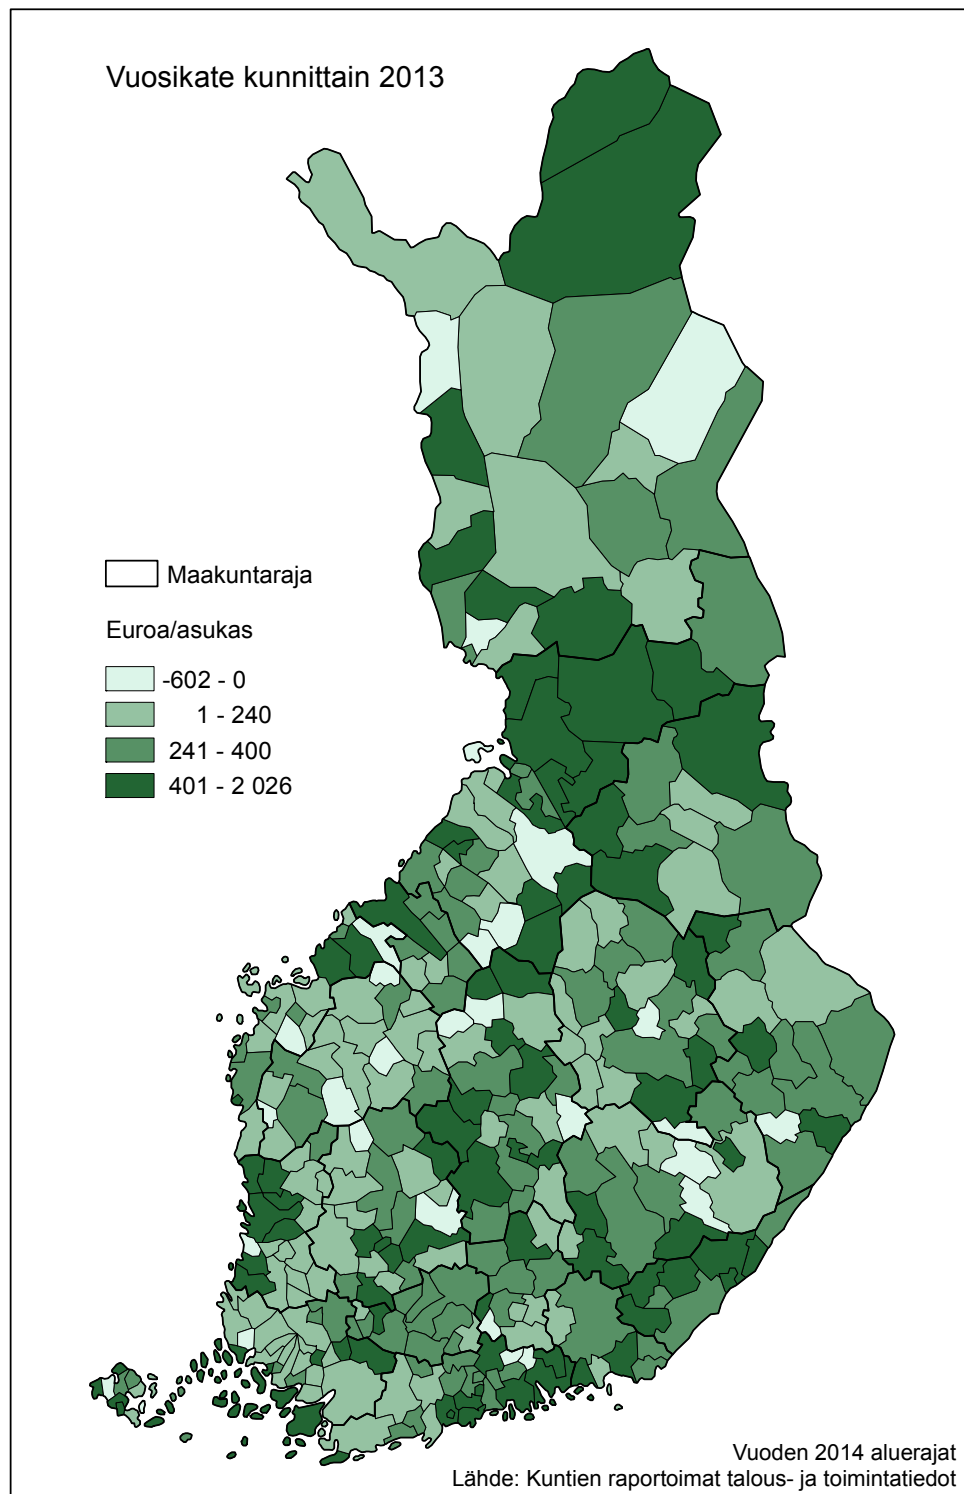 Vuosikate kunnittain 2013
Maakuntaraja
Euroa/asukas
-602 - 0
1 - 240
241 - 400
401 - 2 026
Vuoden 2014 aluerajat
Lähde: Kuntien raportoimat talous- ja toimintatiedot